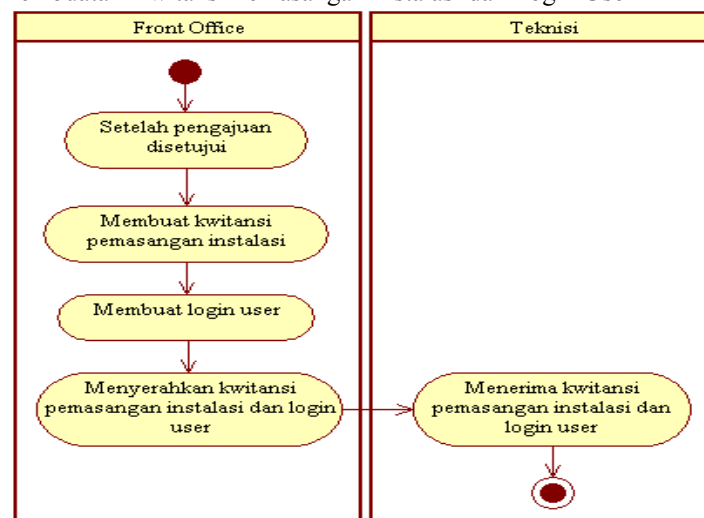 Front Office
Teknisi
Setelah pengajuan
disetujui
Membuat kwitansi
pemasangan instalasi
Membuat login user
Menyerahkan kwitansi
pemasangan instalasi dan login
user
Menerima kwitansi
pemasangan instalasi dan
login user